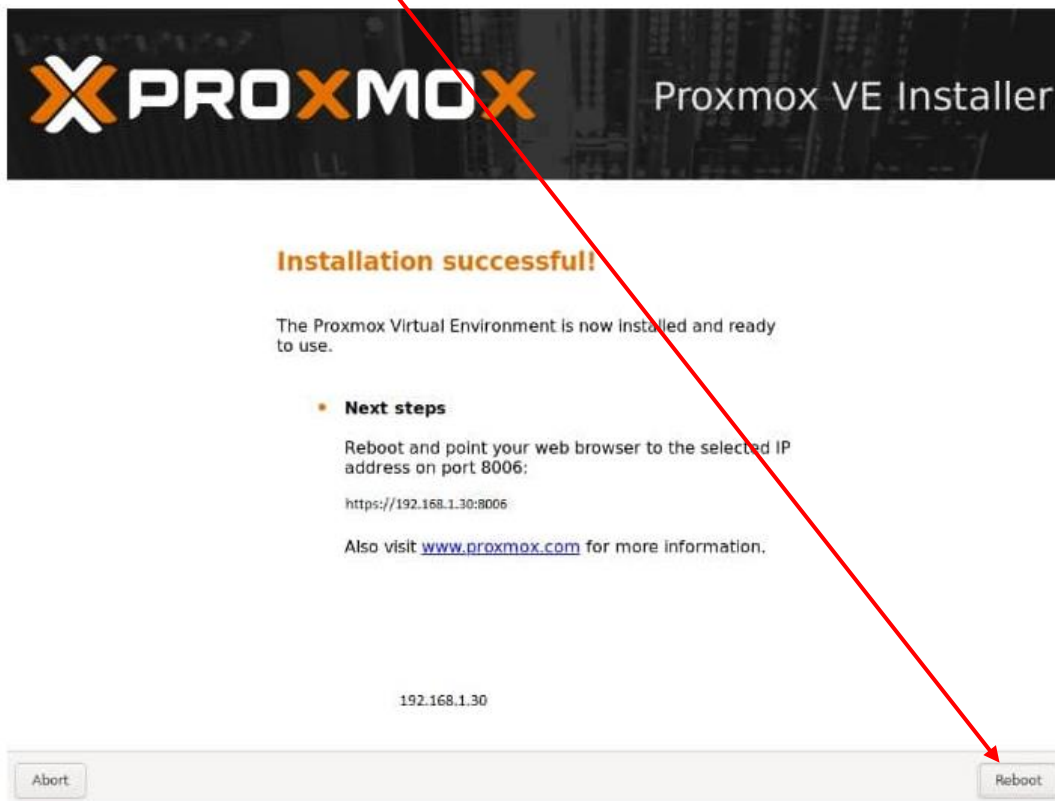 PROXMOX
Proxmox VE Installer
Installation successful!
The Proxmox Virtual Environment is now installed and ready
to use.
Next steps
Reboot and point your web browser to the selected IP
address on port 8006:
https://192.168.1.30:8006
Also visit www.proxmox.com for more information.
192.168.1.30
Abort
Reboot